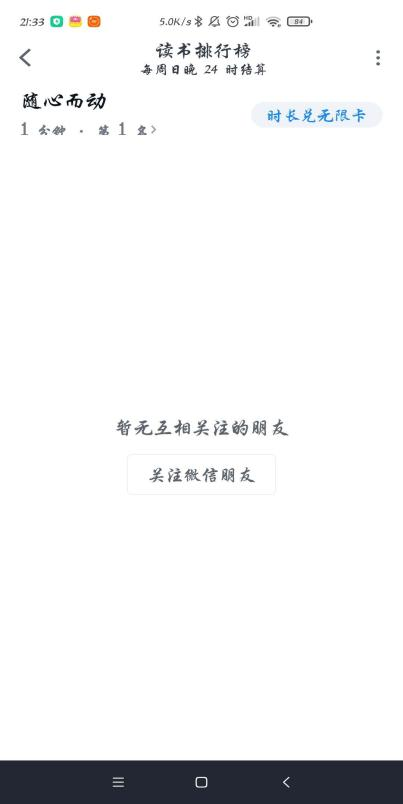 21:33
5.0K/s
HD
84
读书排行榜
每周日晚 24 时结算
随心而动
时长兑无限卡
1 分钟 · 第 1 名>
暂无互相关注的朋友
关注微信朋友